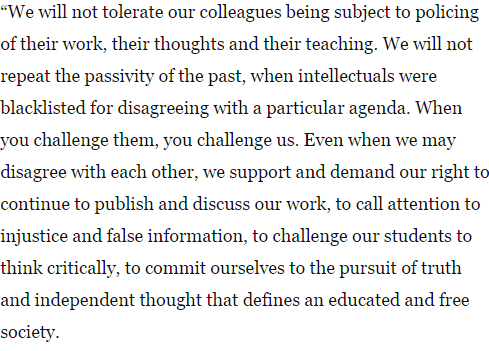 “We will not tolerate our colleagues being subject to policing
of their work, their thoughts and their teaching. We will not
repeat the passivity of the past, when intellectuals were
blacklisted for disagreeing with a particular agenda. When
you challenge them, you challenge us. Even when we may
disagree with each other, we support and demand our right to
continue to publish and discuss our work, to call attention to
injustice and false information, to challenge our students to
think critically, to commit ourselves to the pursuit of truth
and independent thought that defines an educated and free
society.